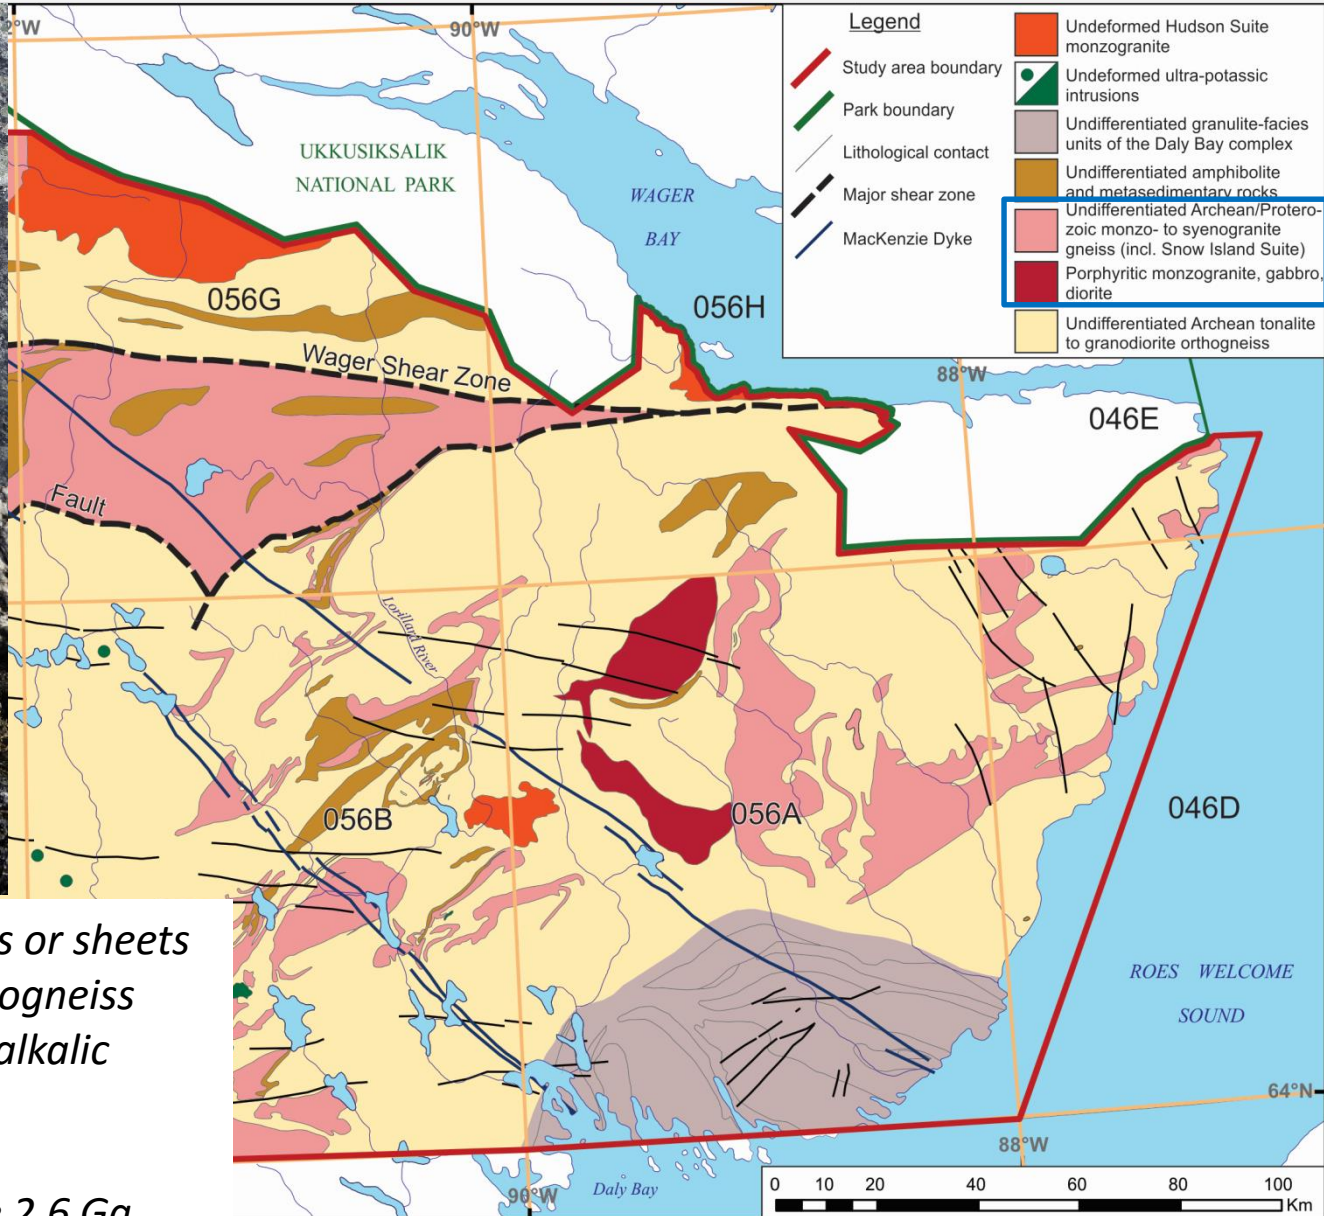 2°W
90°W
UKKUSIKSALIK
NATIONAL PARK
WAGER
BAY
Legend
Study area boundary
Park boundary
Lithological contact
Major shear zone
MacKenzie Dyke
Undeformed Hudson Suite
monzogranite
Undeformed ultra-potassic
intrusions
Undifferentiated granulite-facies
units of the Daly Bay complex
Undifferentiated amphibolite
and metasedimentary rocks
Undifferentiated Archean/Protero-
zoic monzo- to syenogranite
gneiss (incl. Snow Island Suite)
Porphyritic monzogranite, gabbro,
diorite
Undifferentiated Archean tonalite
to granodiorite orthogneiss
056G
056H
Wager Shear Zone
88°W
046E
Fault
Lorillard River
056B
056A
046D
ROES WELCOME
SOUND
s or sheets
ogneiss
alkalic
2.6 Ga
64°N
88°W
90°W
Daly Bay
0 10 20 40 60 80 100
Km